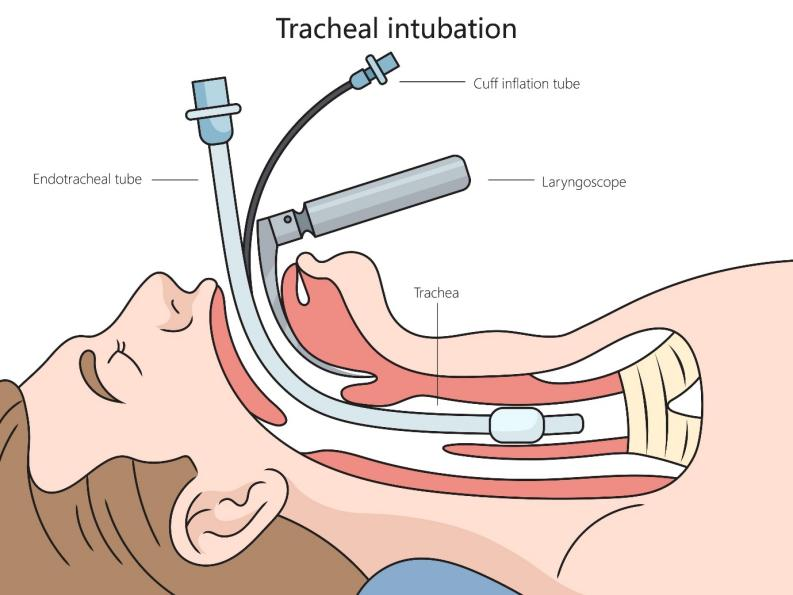 Tracheal intubation
Cuff inflation tube
Endotracheal tube
Laryngoscope
Trachea